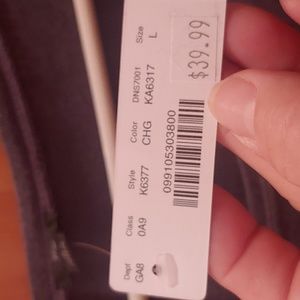 Dept Class Style Color DNS7001 Size
GA8 0A9 K6377 CHG KA6317 L
099105303800
$39.99